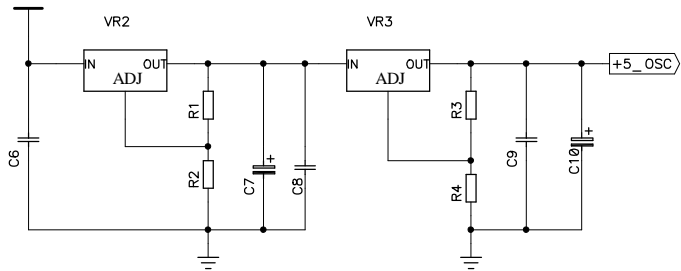 VR2
VR3
IN
OUT
ADJ
IN
OUT
ADJ
+5_OSC
R1
R2
R3
R4
C6
C7
+
C8
C9
C10
+